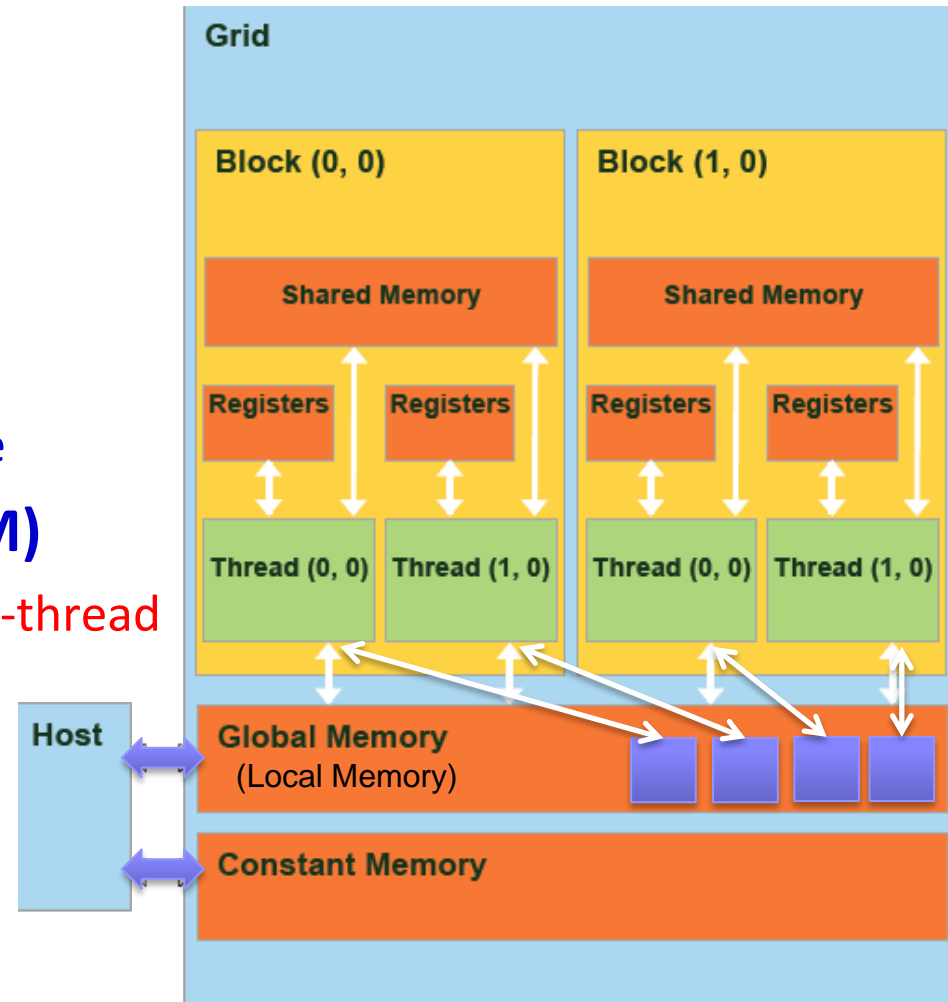 Grid
Block (0, 0)
Block (1, 0)
Shared Memory
Shared Memory
Registers
Registers
Registers
Registers
Thread (0, 0)
Thread (1, 0)
Thread (0, 0)
Thread (1, 0)
e
M)
-thread
Host
Global Memory
(Local Memory)
Constant Memory